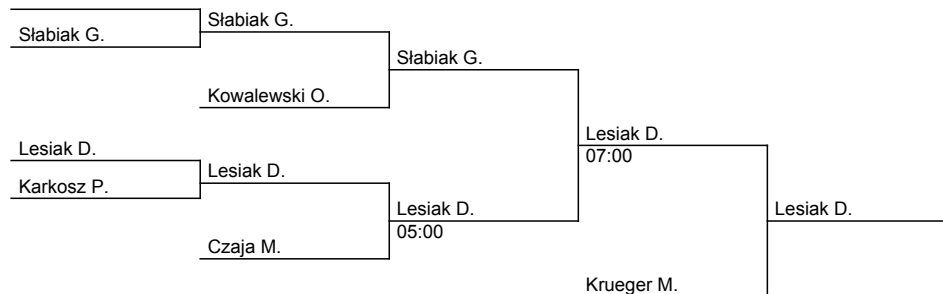 Słabiak G.
Słabiak G.
Słabiak G.
Kowalewski O.
Lesiak D.
07:00
Lesiak D.
Karkosz P.
Lesiak D.
Lesiak D.
05:00
Lesiak D.
Czaja M.
Krueger M.